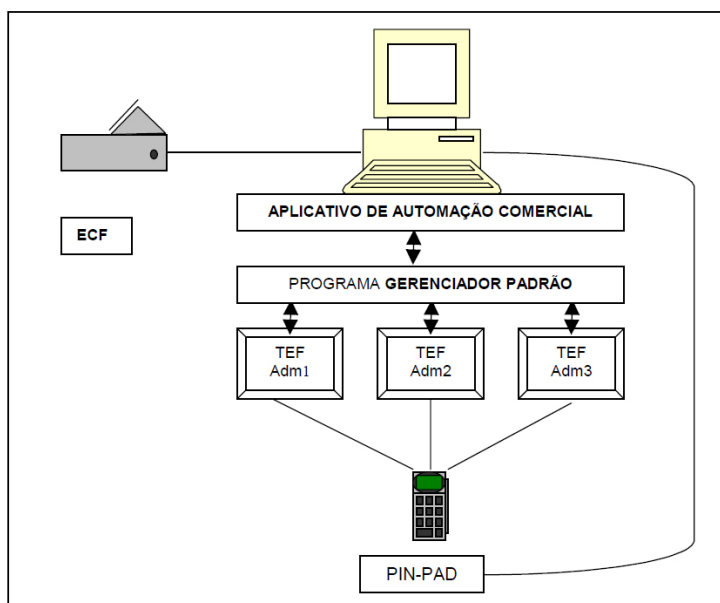 APLICATIVO DE AUTOMAÇÃO COMERCIAL
ECF
PROGRAMA GERENCIADOR PADRÃO
TEF
Adm1
TEF
Adm2
TEF
Adm3
PIN-PAD